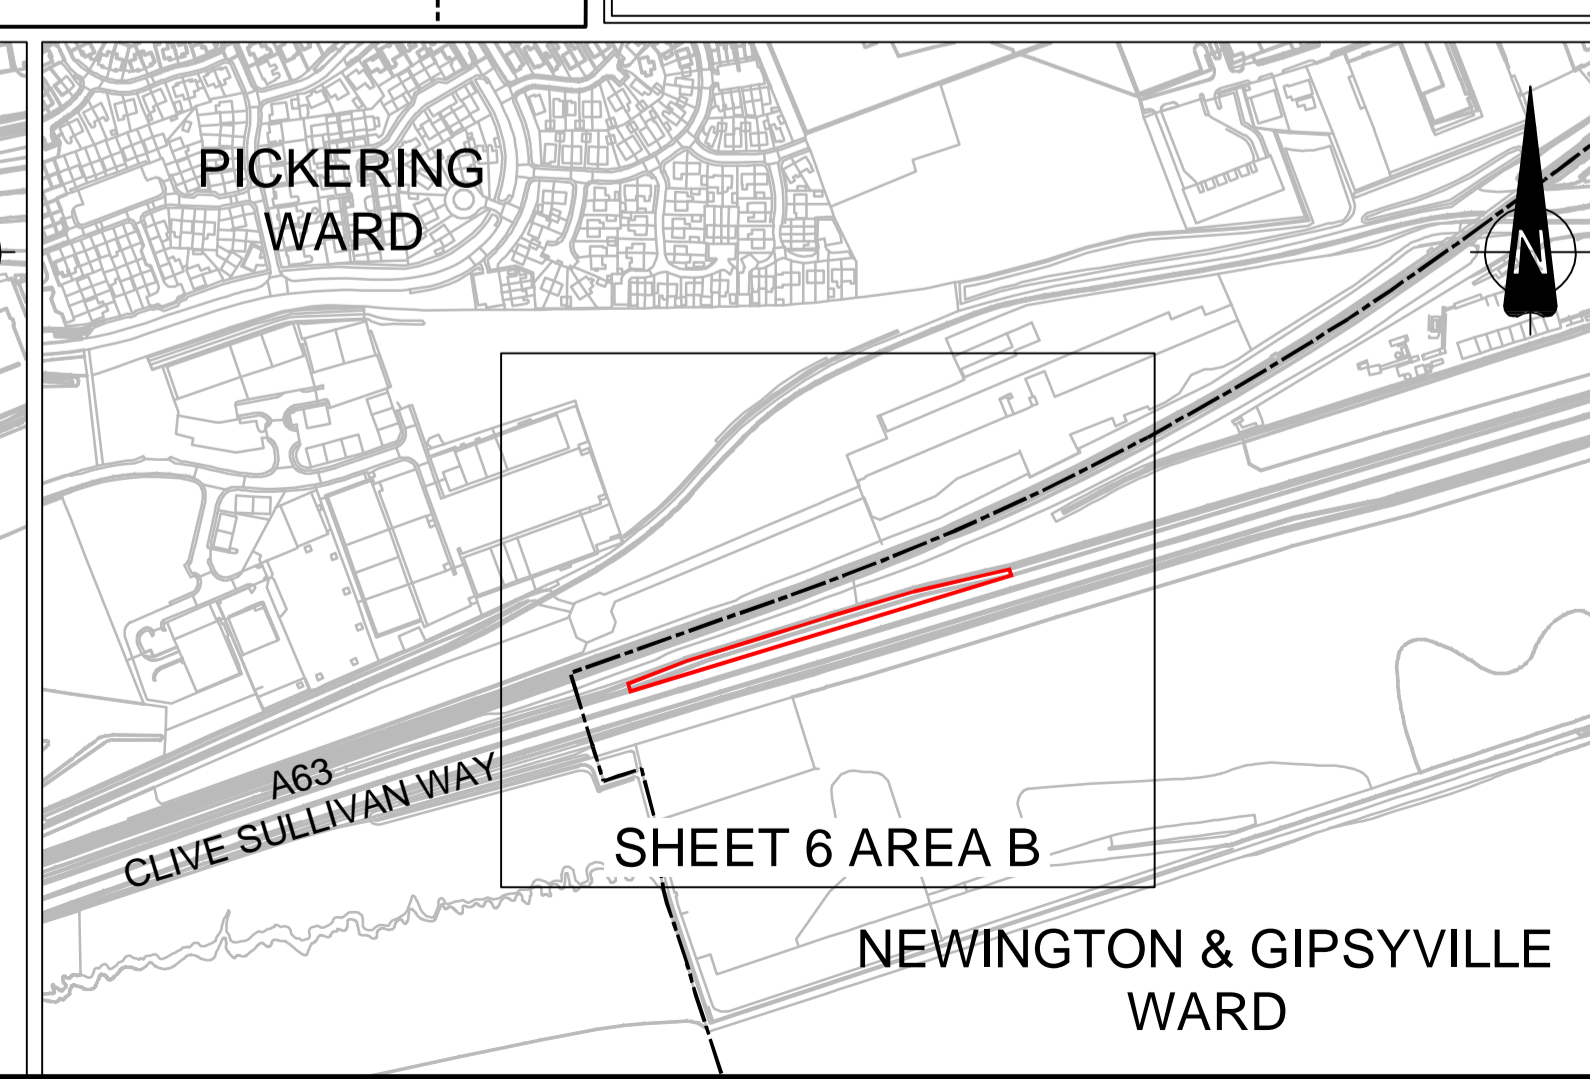 PICKERING
WARD
N
A63
CLIVE SULLIVAN WAY
SHEET 6 AREA B
NEWINGTON & GIPSYVILLE
WARD